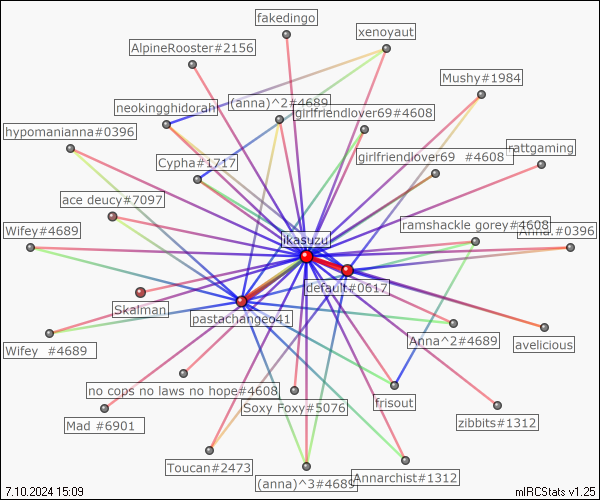 fakedingo
xenoyaut
AlpineRooster#2156
Mushy#1984
neokingghidorah
(anna)^2#4689
girlfriendlover69#4608
hypomanianna#0396
rattgaming
Cypha#1717
girlfriendlover69 #4608
ace deucy#7097
ramshackle gorey#4608
#0396
Wifey#4689
jikasuzu
default#0617
Skalman
pastachangeo41
Wifey #4689
Anna^2#4689
avelicious
no cops no laws no hope#4608
Soxy Foxy#5076
frisout
Mad #6901
zibbits#1312
Toucan#2473
(anna)^3#4689
Annarchist#1312
7.10.2024 15:09
mIRCStats v1.25